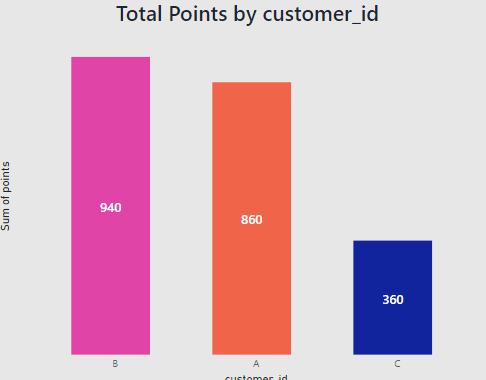 Total Points by customer_id
Sum of points
940
860
360
B
A
C
customer_id